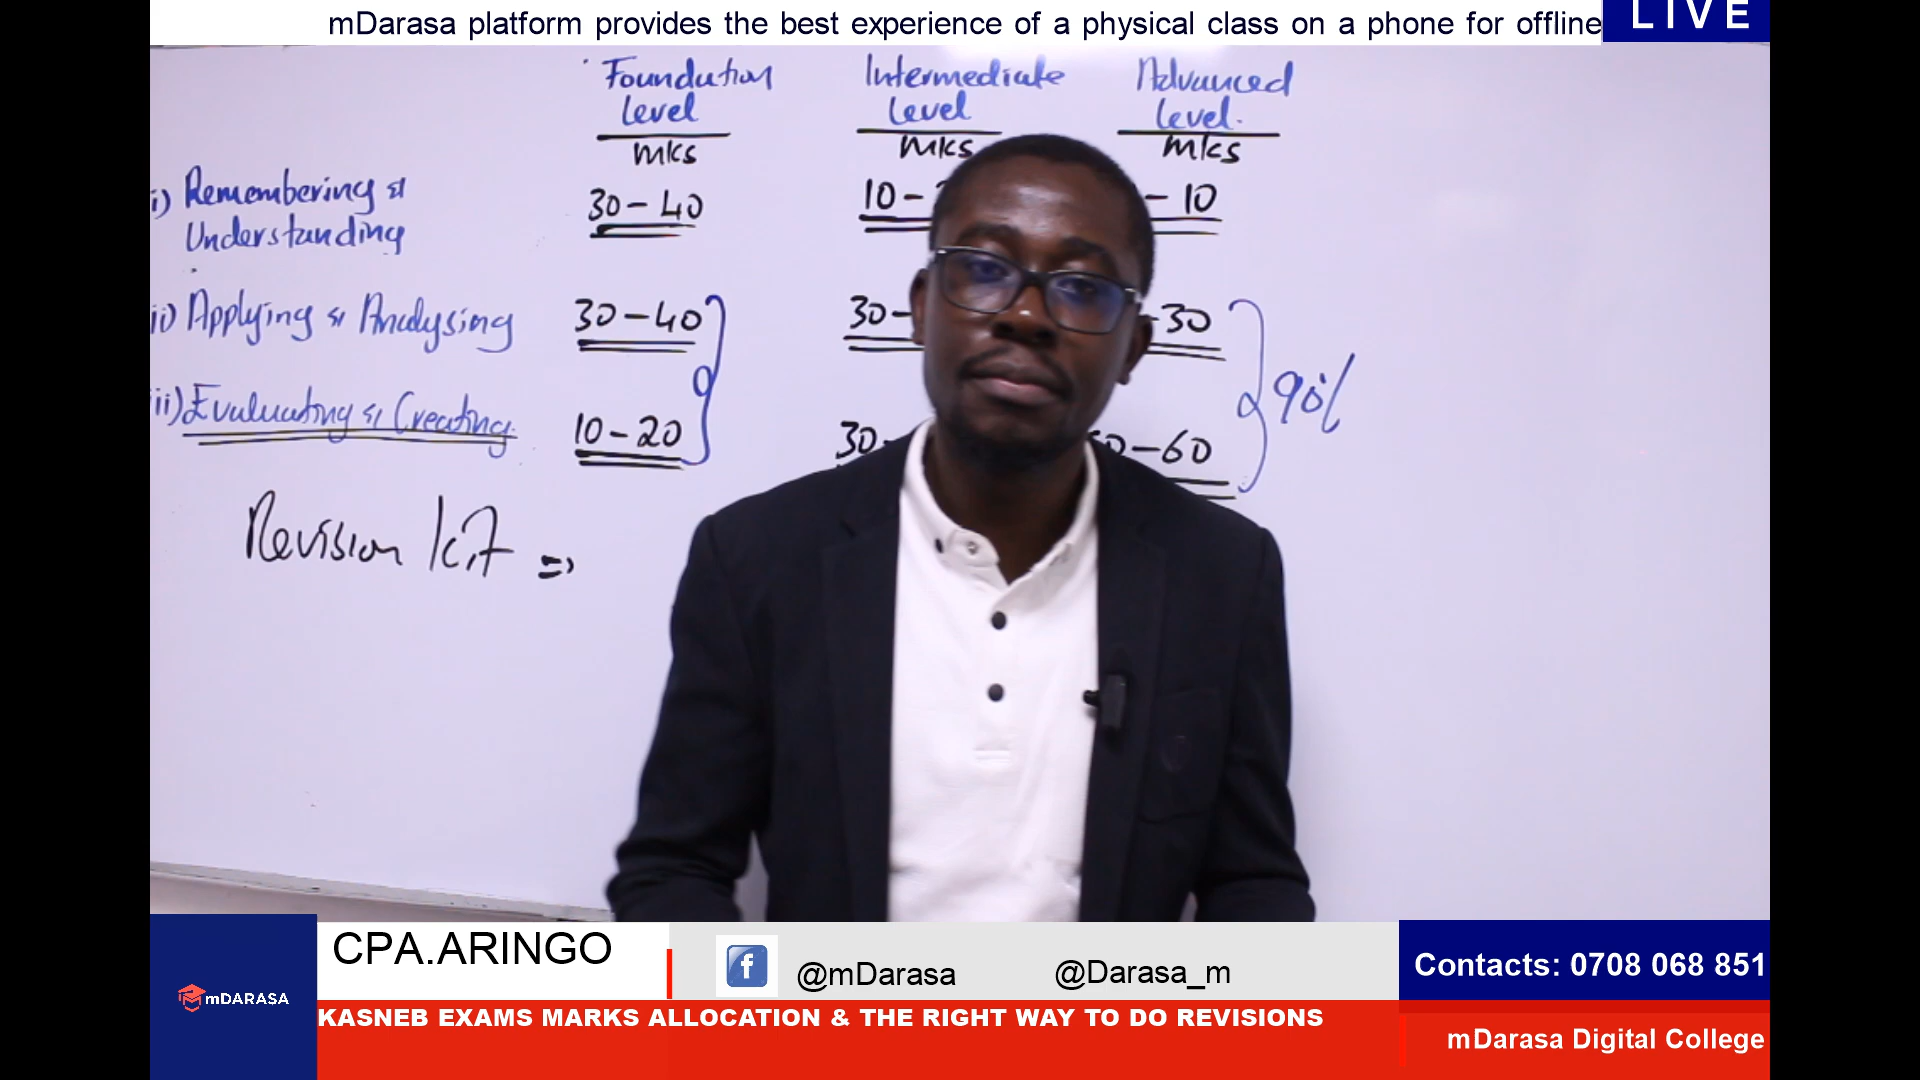 mDarasa platform provides the best experience of a physical class on a phone for offline
LIVE
Foundation Intermediate Advanced
Level Level Level.
mks mks mks
i) Remembering & 30 – 40 10 – – 10
Understanding
ii) Applying & Analysing 30 – 40 30 – – 30
iii) Evaluating & Creating 10 – 20 30 – – 60
90%
Revision kit =>
CPA.ARINGO
f @mDarasa @Darasa_m
Contacts: 0708 068 851
mDARASA
KASNEB EXAMS MARKS ALLOCATION & THE RIGHT WAY TO DO REVISIONS
mDarasa Digital College